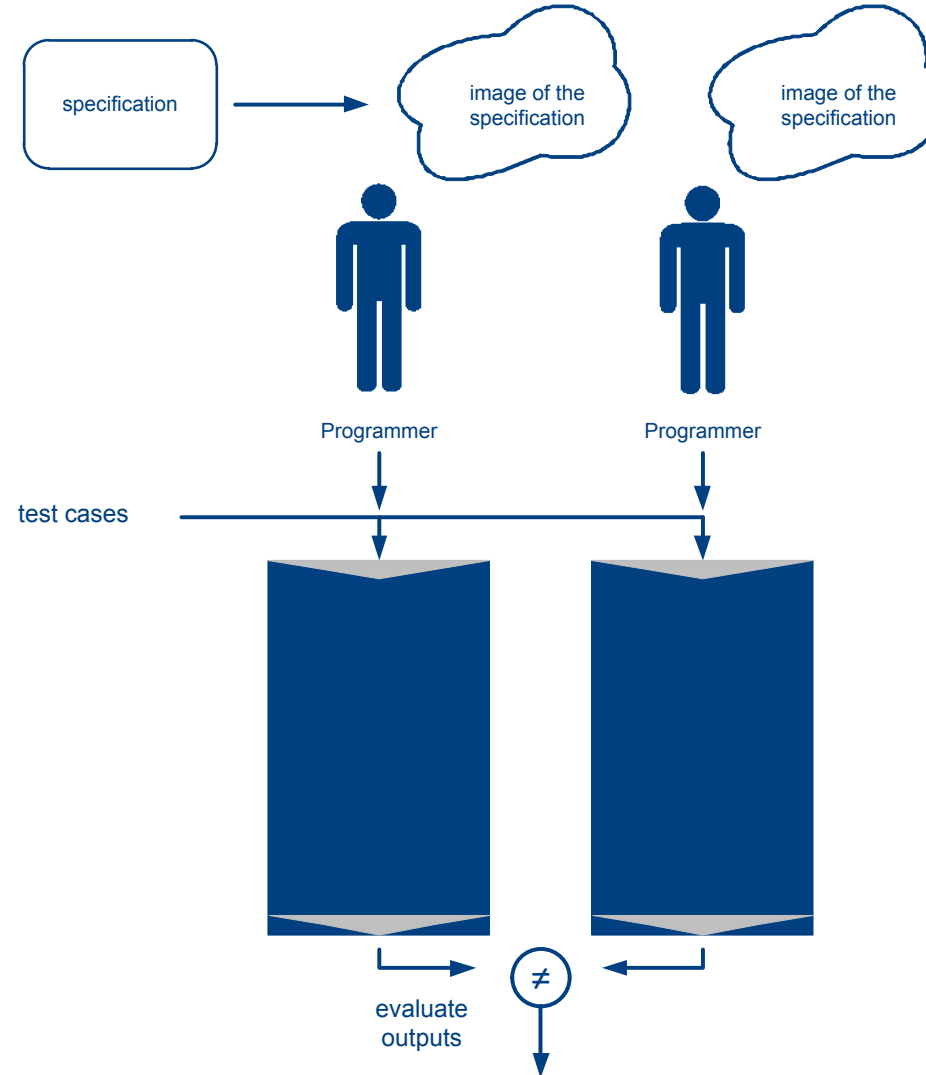 specification
image of the
specification
image of the
specification
Programmer
Programmer
test cases
≠
evaluate
outputs